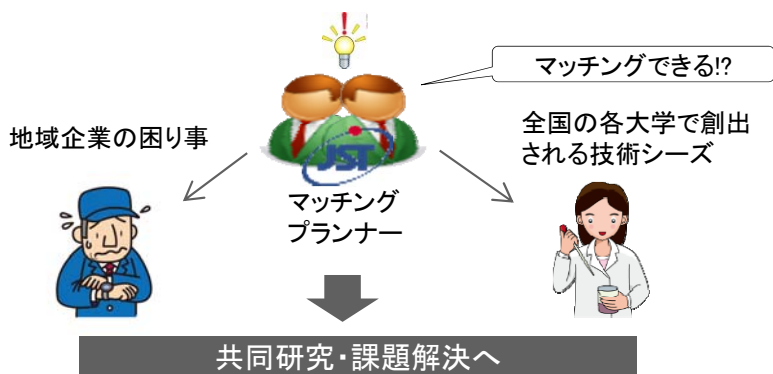 マッチングできる!?
地域企業の困り事
全国の各大学で創出
される技術シーズ
JST
マッチング
プランナー
共同研究・課題解決へ